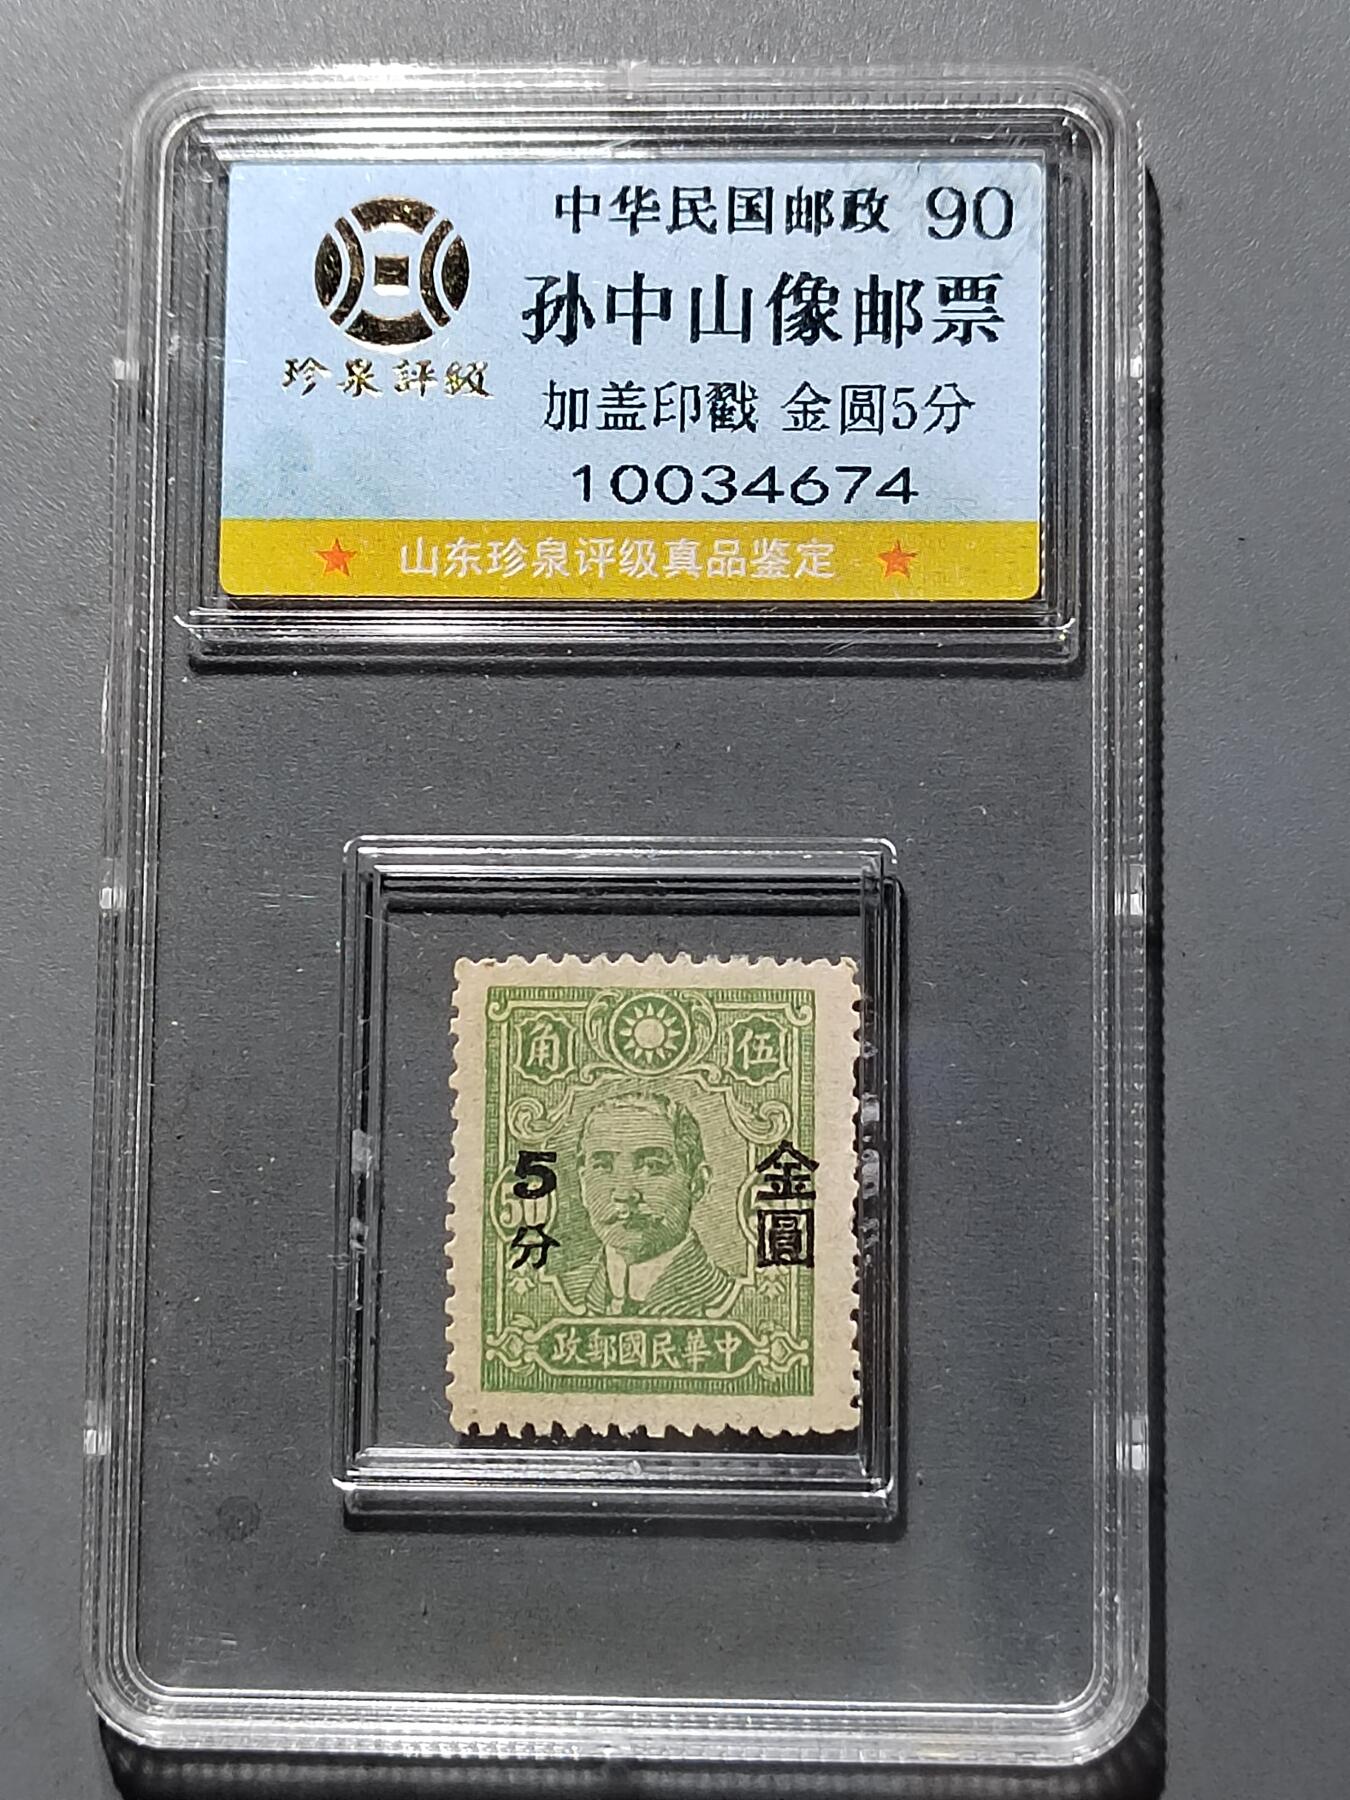 中华民国邮政 90
孙中山像邮票
珍泉評級
加盖印戳 金圆5分
10034674
★ 山东珍泉评级真品鉴定 ★
角 伍
5 金
50
分 圓
政郵國民華中